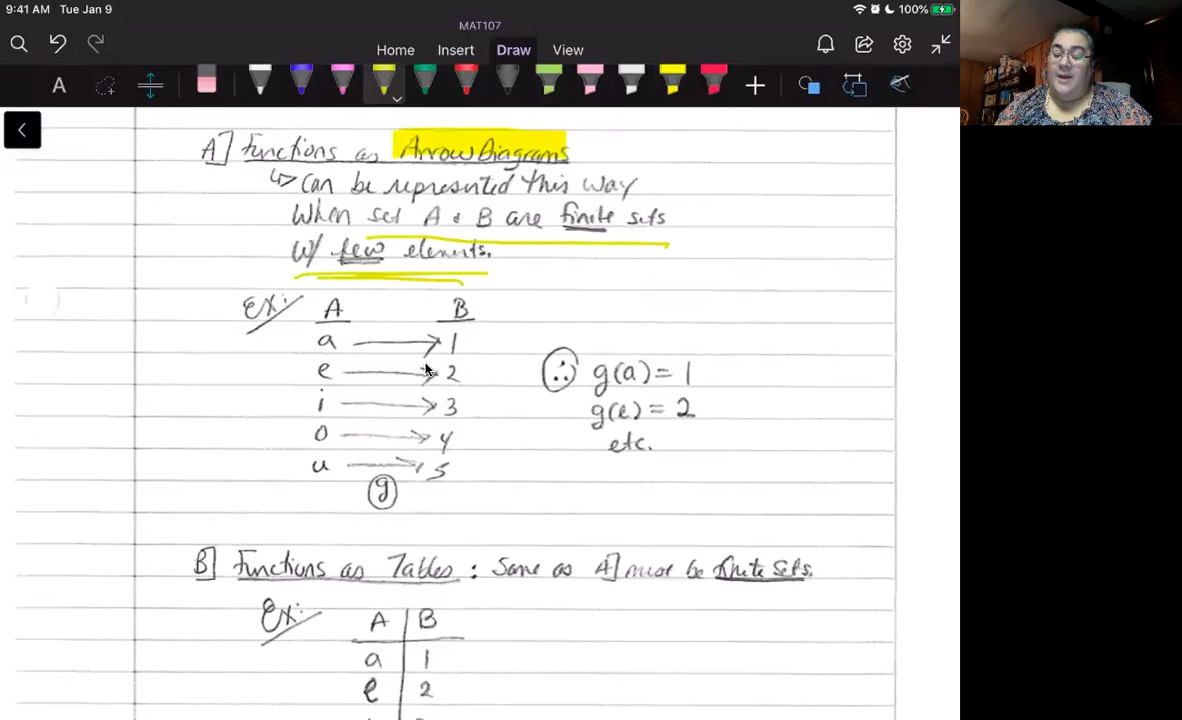 9:41 AM Tue Jan 9
100%
MAT107
Home Insert Draw View
A
A] Functions as Arrow Diagrams
↳ Can be represented this way
When set A & B are finite sets
w/ few elements.
Ex: A B
a → 1
e → 2
i → 3
o → 4
u → 5
g
∴ g(a) = 1
g(e) = 2
etc.
B] Functions as Tables : Same as A] must be finite sets.
Ex: A B
a 1
e 2